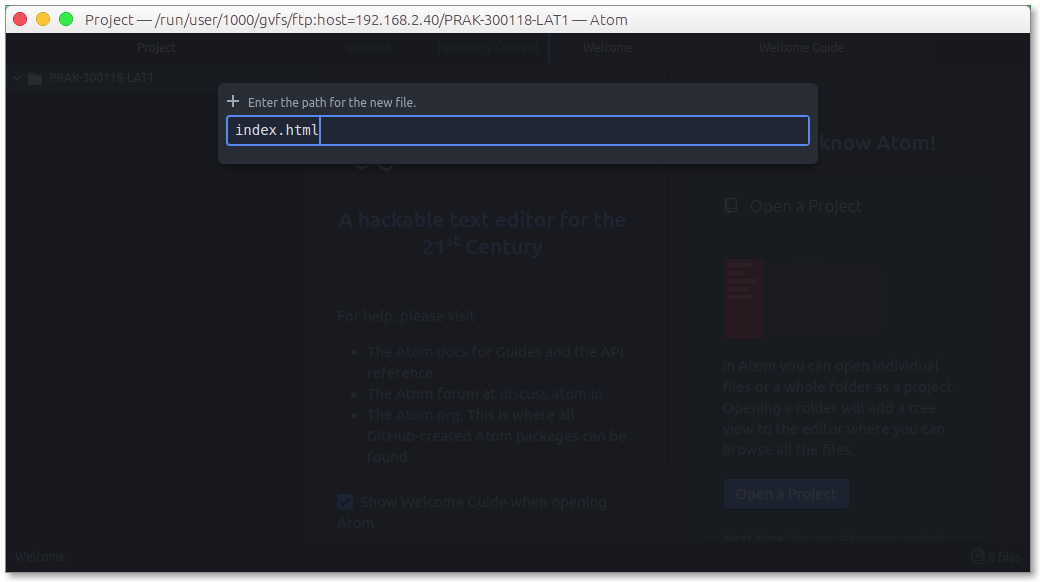 Project — /run/user/1000/gvfs/ftp:host=192.168.2.40/PRAK-300118-LAT1 — Atom
Project
untitled
Telemetry Consent
Welcome
Welcome Guide
PRAK-300118-LAT1
Enter the path for the new file.
index.html
know Atom!
A hackable text editor for the
21st Century
For help, please visit
The Atom docs for Guides and the API
reference.
The Atom forum at discuss.atom.io
The Atom org. This is where all
GitHub-created Atom packages can be
found.
Show Welcome Guide when opening
Atom
Open a Project
In Atom you can open individual
files or a whole folder as a project.
Opening a folder will add a tree
view to the editor where you can
browse all the files.
Open a Project
Next time: you can also open projects
Welcome
0 files